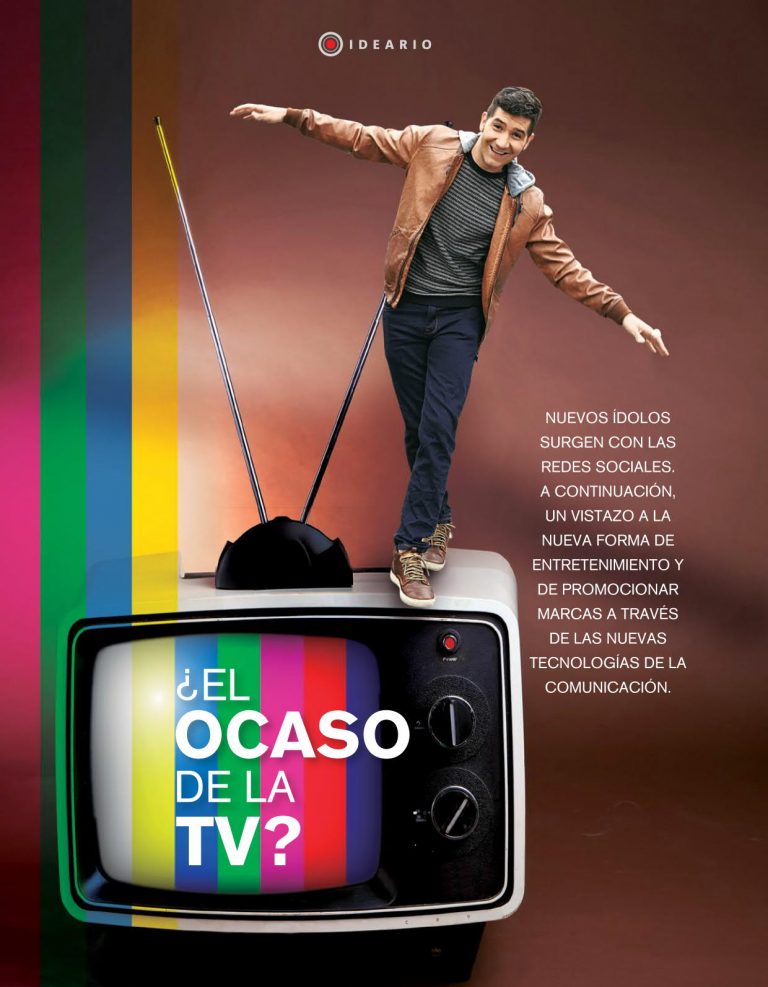 IDEARIO
NUEVOS ÍDOLOS
SURGEN CON LAS
REDES SOCIALES.
A CONTINUACIÓN,
UN VISTAZO A LA
NUEVA FORMA DE
ENTRETENIMIENTO Y
DE PROMOCIONAR
MARCAS A TRAVÉS
DE LAS NUEVAS
TECNOLOGÍAS DE LA
COMUNICACIÓN.
Power
¿EL
OCASO
DE LA
TV?